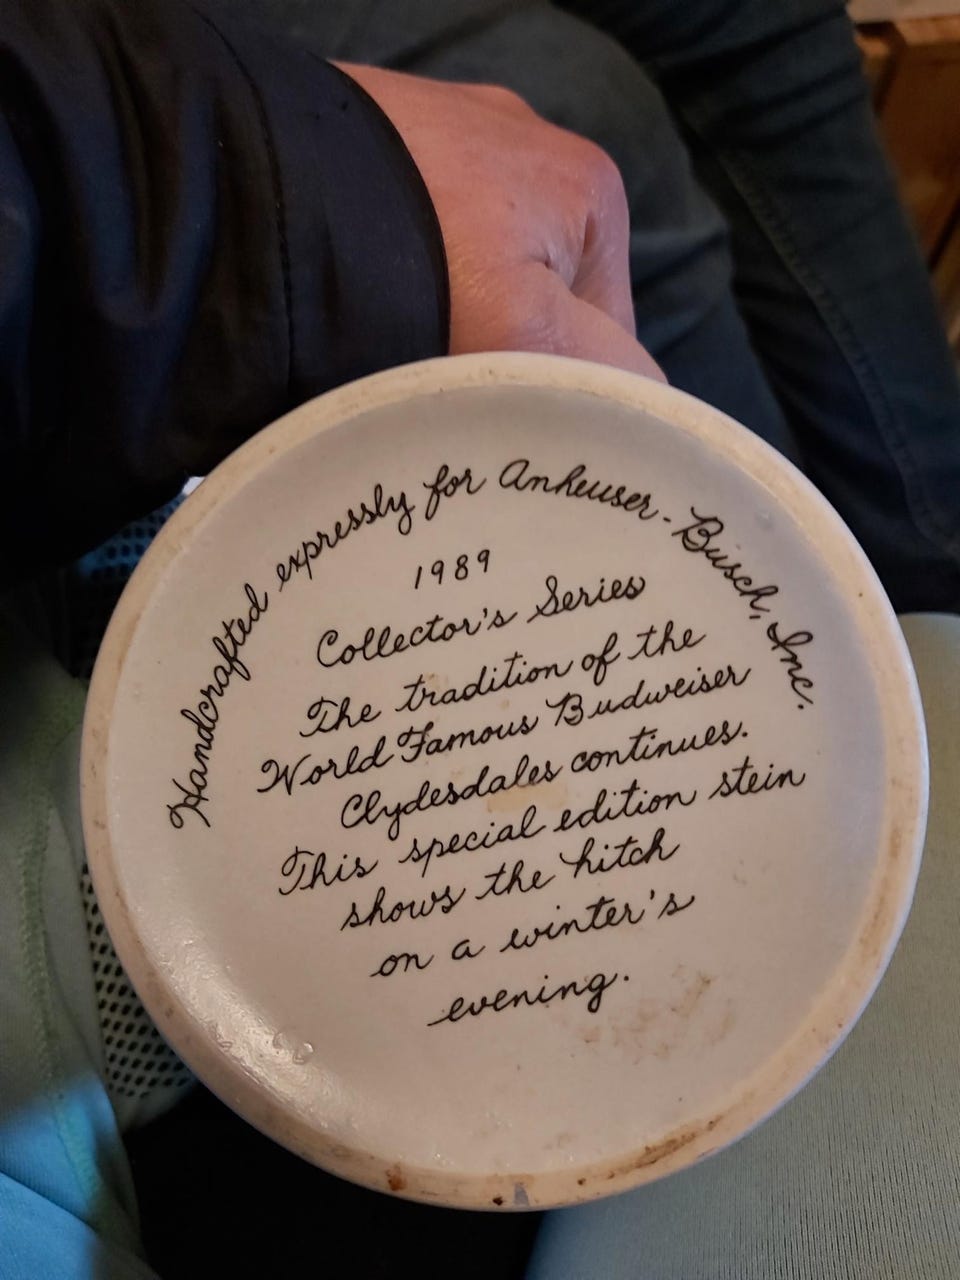 Handcrafted expressly for Anheuser-Busch, Inc.
1989
Collector's Series
The tradition of the
World Famous Budweiser
Clydesdales continues.
This special edition stein
shows the hitch
on a winter's
evening.